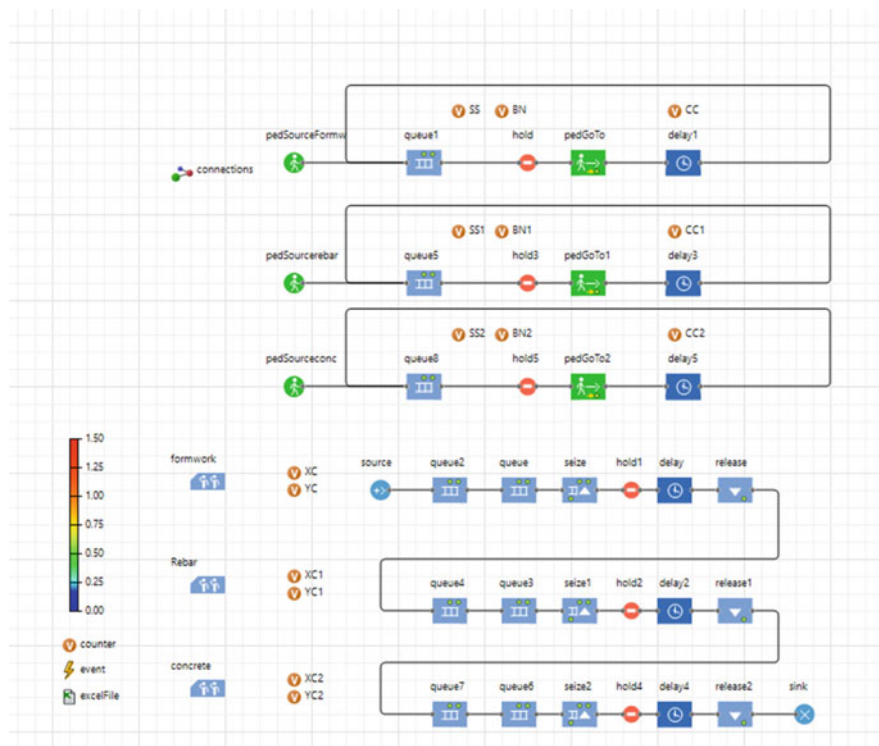 SS BN CC
pedSourceFormw queue1 hold pedGoTo delay1
connections
SS1 BN1 CC1
pedSourcerebar queue5 hold3 pedGoTo1 delay3
SS2 BN2 CC2
pedSourceconc queue8 hold5 pedGoTo2 delay5
1.50
1.25
1.00
0.75
0.50
0.25
0.00
formwork
XC
YC
source queue2 queue seize hold1 delay release
Rebar
XC1
YC1
queue4 queue3 seize1 hold2 delay2 release1
counter
event
excelFile
concrete
XC2
YC2
queue7 queue6 seize2 hold4 delay4 release2 sink